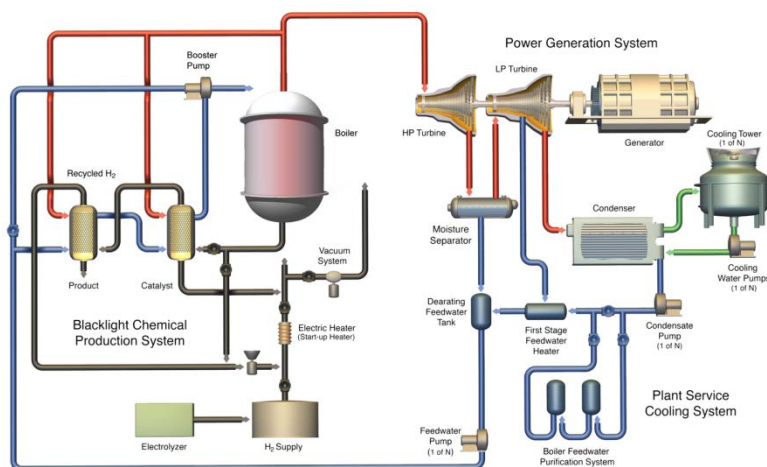 Power Generation System
Booster
Pump
LP Turbine
HP Turbine
Generator
Boiler
Cooling Tower
(1 of N)
Recycled H2
Condenser
Moisture
Separator
Vacuum
System
Product
Catalyst
Cooling
Water Pumps
(1 of N)
Dearating
Feedwater
Tank
First Stage
Feedwater
Heater
Condensate
Pump
(1 of N)
Blacklight Chemical
Production System
Electric Heater
(Start-up Heater)
Plant Service
Cooling System
Electrolyzer
H2 Supply
Feedwater
Pump
(1 of N)
Boiler Feedwater
Purification System